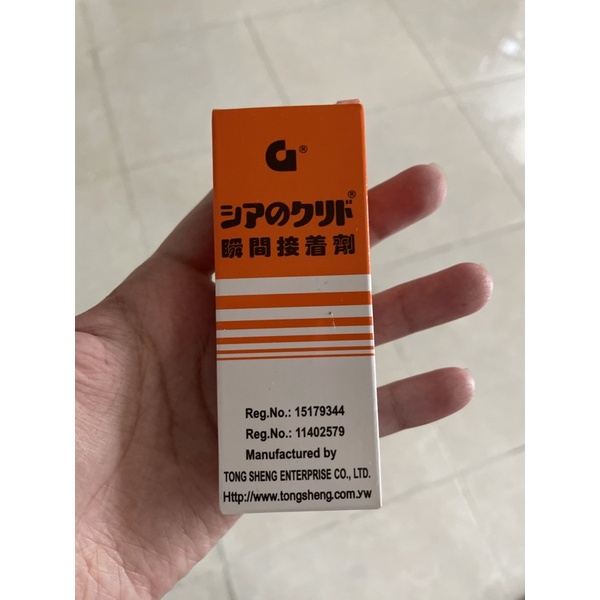 G®
シアのクリド®
瞬間接着劑
Reg.No.: 15179344
Reg.No.: 11402579
Manufactured by
TONG SHENG ENTERPRISE CO., LTD.
Http://www.tongsheng.com.yw